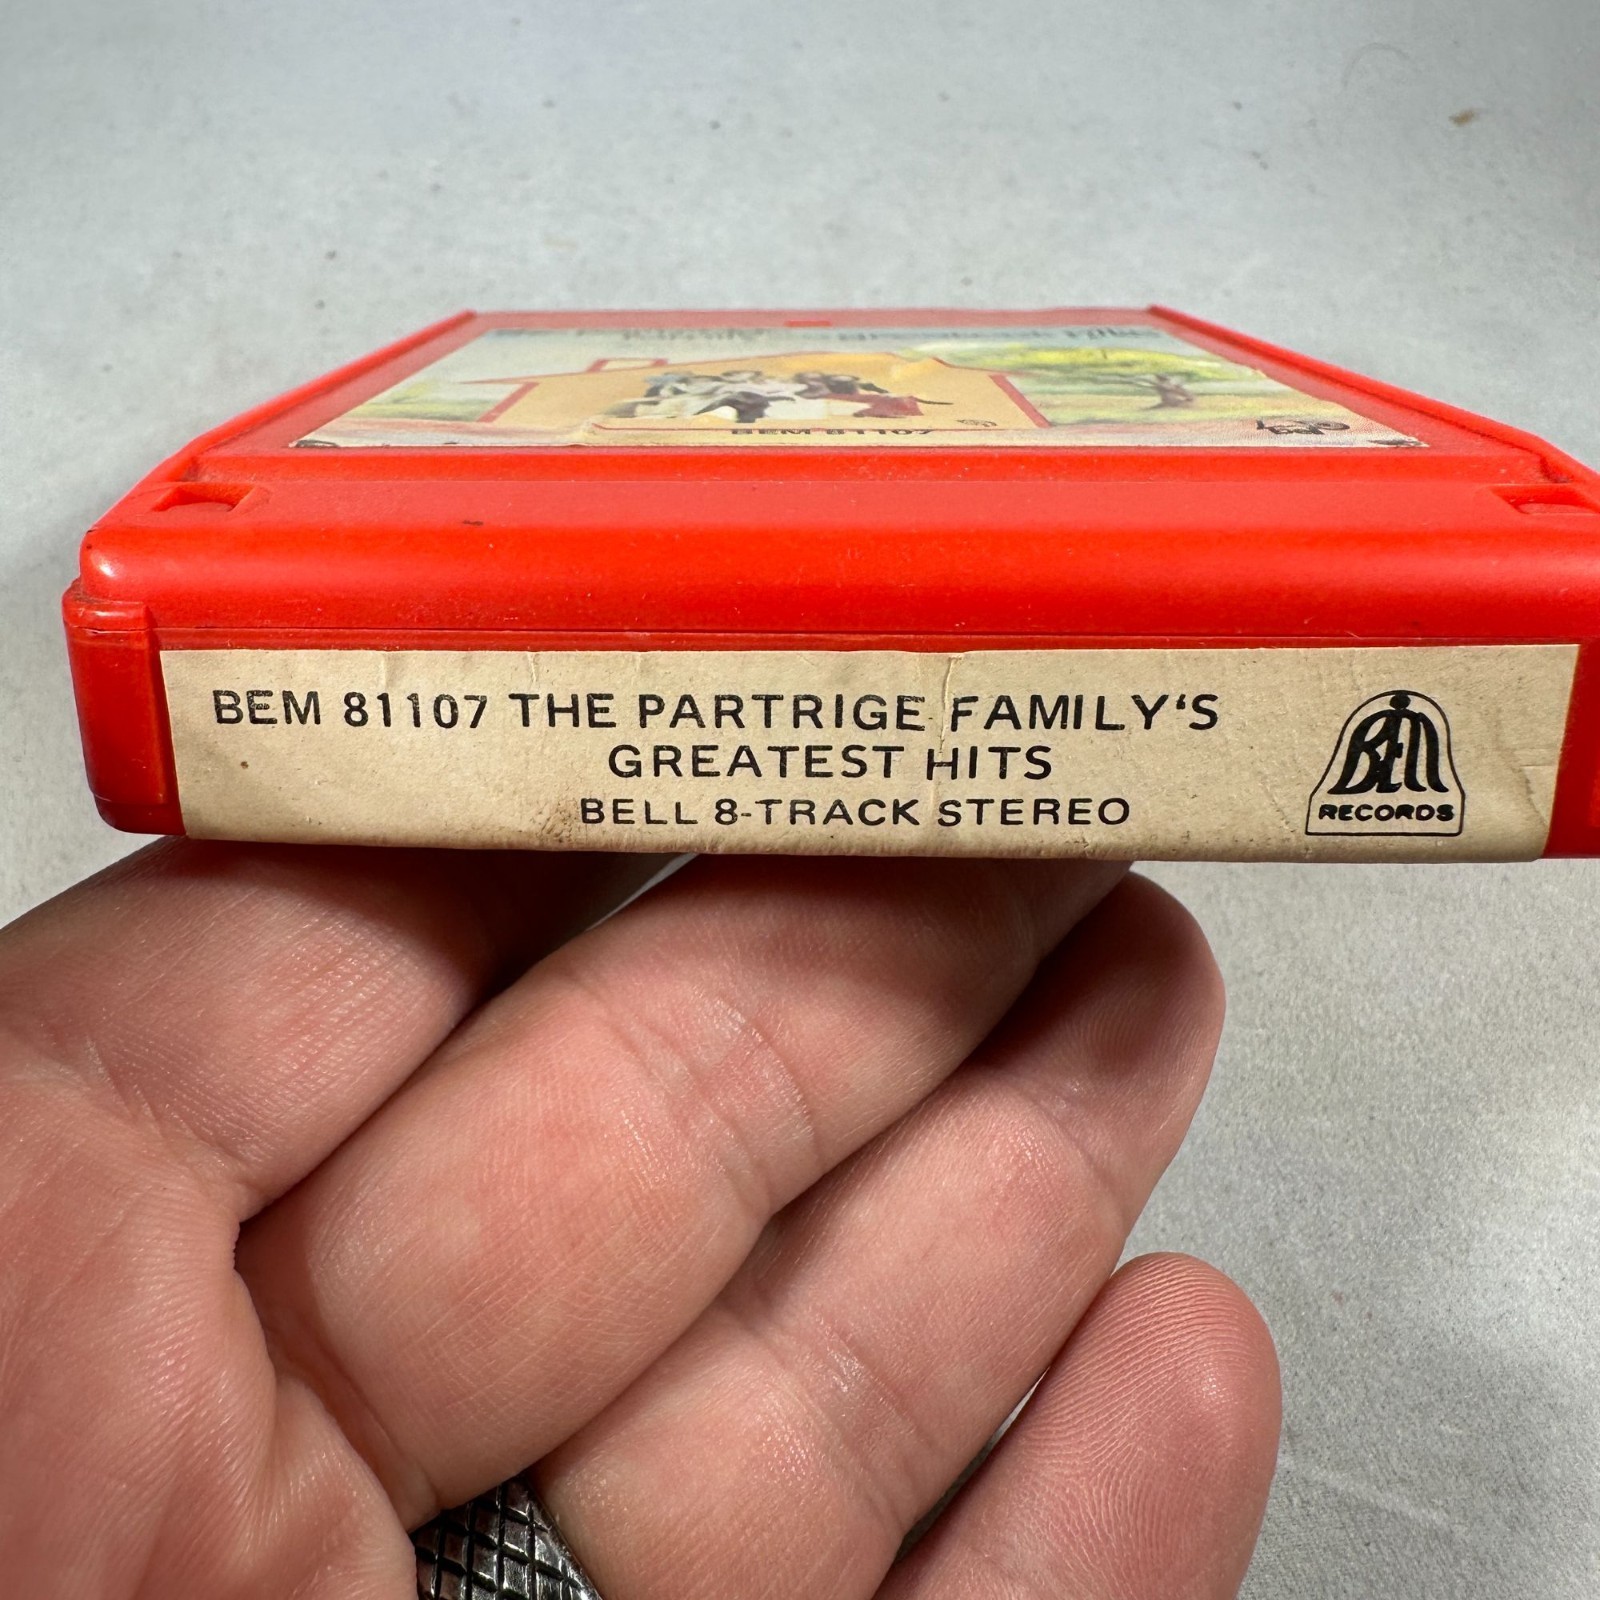 BEM 81107
BEM 81107 THE PARTRIGE FAMILY'S
GREATEST HITS
BELL 8-TRACK STEREO
Bell
RECORDS